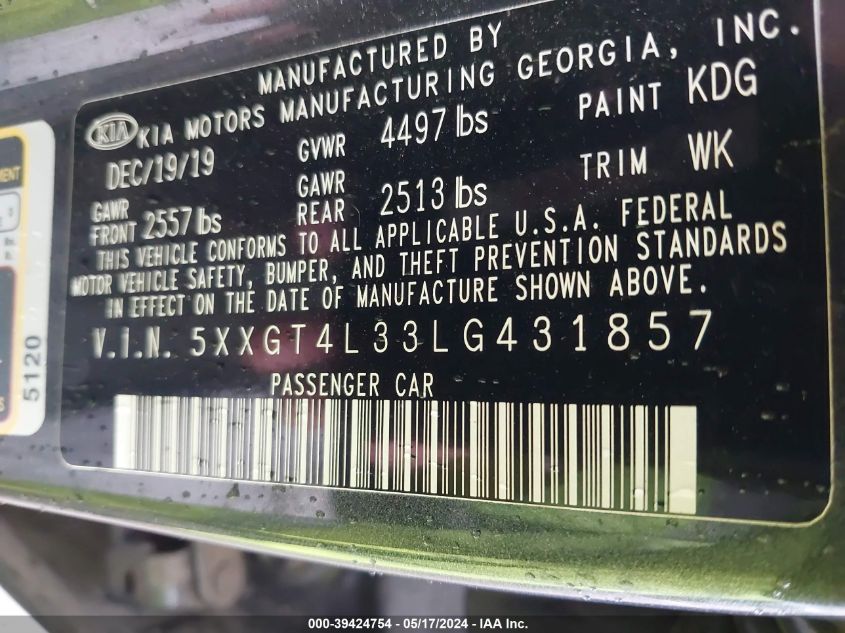 MANUFACTURED BY
KIA KIA MOTORS MANUFACTURING GEORGIA, INC.
DEC/19/19 GVWR 4497 lbs PAINT KDG
GAWR FRONT 2557 lbs GAWR REAR 2513 lbs TRIM WK
THIS VEHICLE CONFORMS TO ALL APPLICABLE U.S.A. FEDERAL
MOTOR VEHICLE SAFETY, BUMPER, AND THEFT PREVENTION STANDARDS
IN EFFECT ON THE DATE OF MANUFACTURE SHOWN ABOVE.
V.I.N. 5XXGT4L33LG431857
PASSENGER CAR
5120
000-39424754 - 05/17/2024 - IAA Inc.